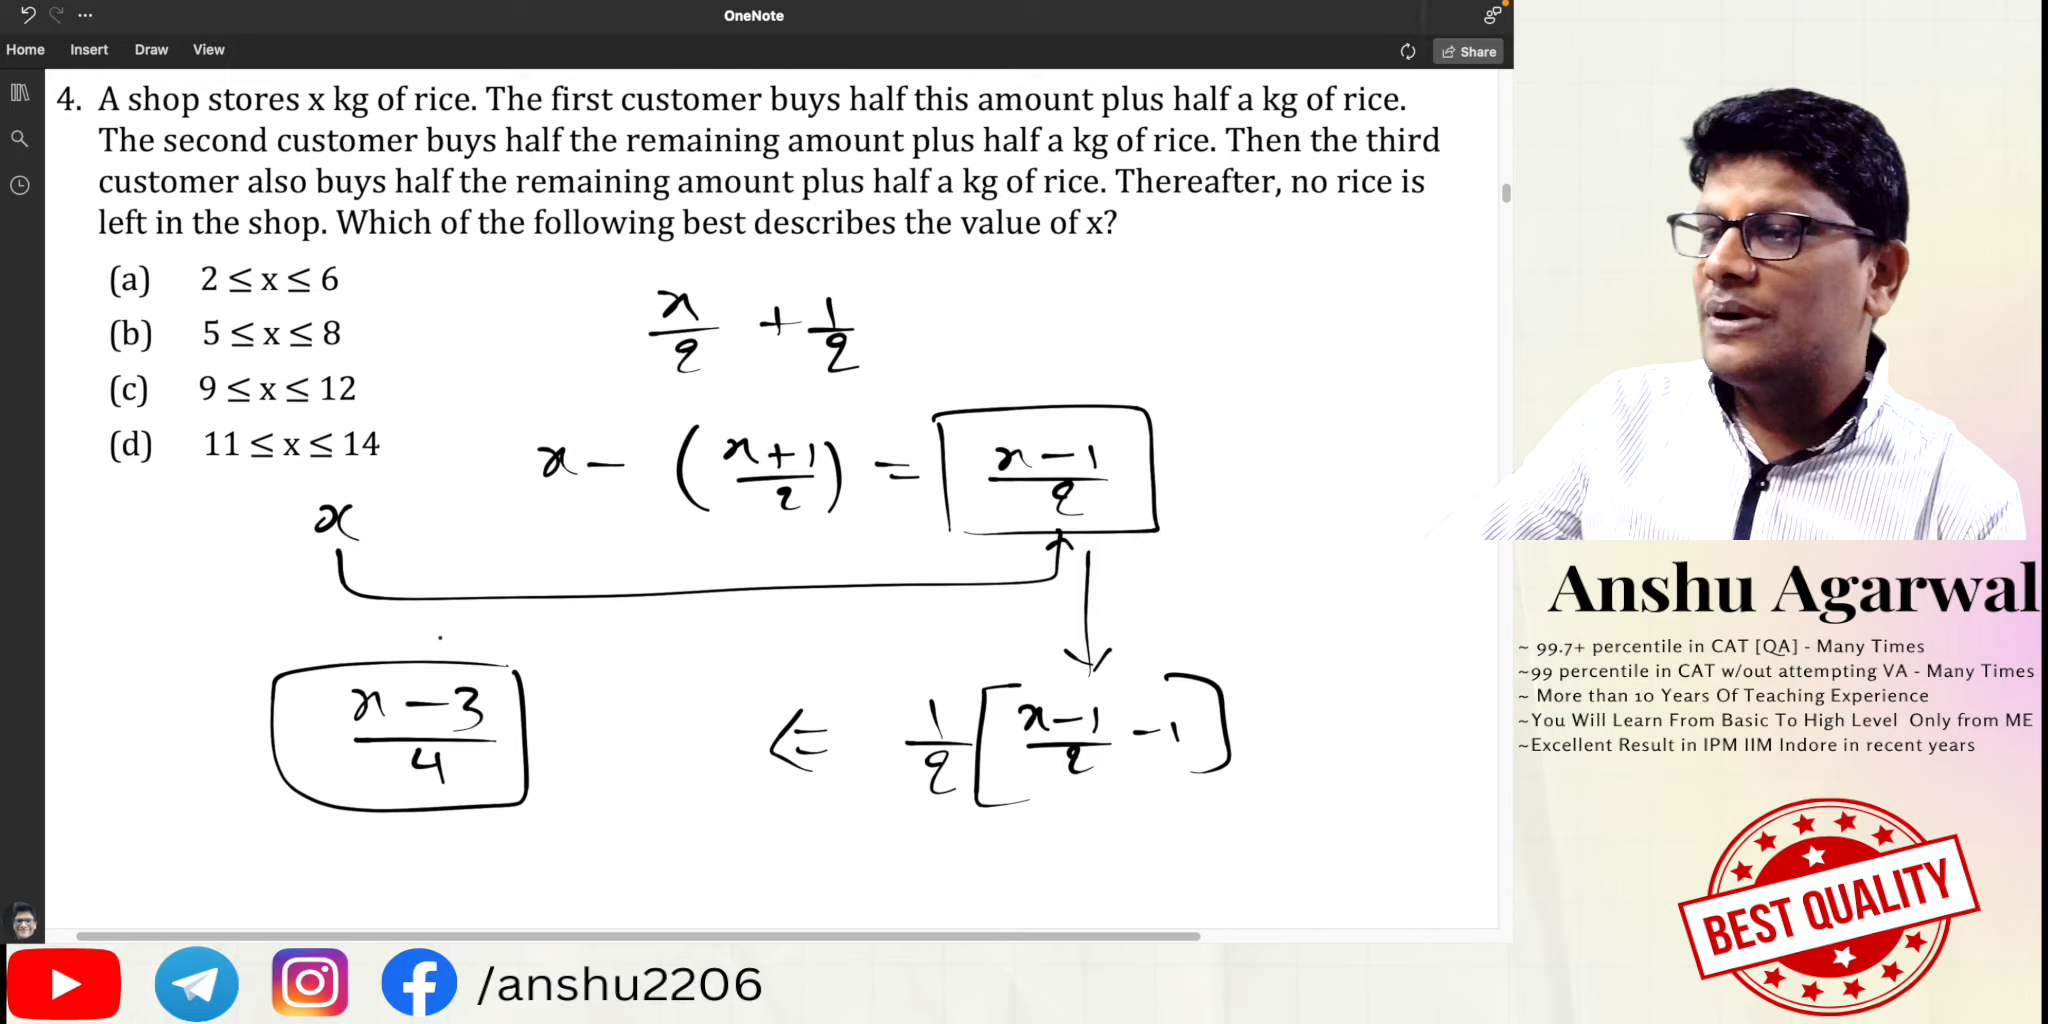 OneNote
Home Insert Draw View
Share
4. A shop stores x kg of rice. The first customer buys half this amount plus half a kg of rice.
The second customer buys half the remaining amount plus half a kg of rice. Then the third
customer also buys half the remaining amount plus half a kg of rice. Thereafter, no rice is
left in the shop. Which of the following best describes the value of x?
(a) 2 ≤ x ≤ 6
(b) 5 ≤ x ≤ 8
(c) 9 ≤ x ≤ 12
(d) 11 ≤ x ≤ 14
x/2 + 1/2
x - (x+1/2) = x-1/2
x
x-3/4 ⇐ 1/2 [x-1/2 - 1]
Anshu Agarwal
~ 99.7+ percentile in CAT [QA] - Many Times
~99 percentile in CAT w/out attempting VA - Many Times
~ More than 10 Years Of Teaching Experience
~You Will Learn From Basic To High Level Only from ME
~Excellent Result in IPM IIM Indore in recent years
BEST QUALITY
/anshu2206